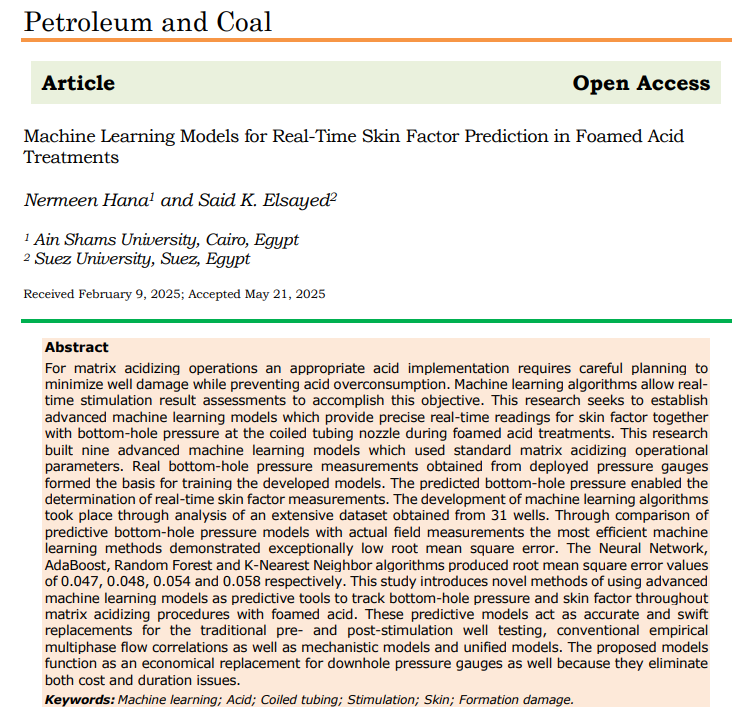 Petroleum and Coal
Article
Open Access
Machine Learning Models for Real-Time Skin Factor Prediction in Foamed Acid
Treatments
Nermeen Hana1 and Said K. Elsayed2
1 Ain Shams University, Cairo, Egypt
2 Suez University, Suez, Egypt
Received February 9, 2025; Accepted May 21, 2025
Abstract
For matrix acidizing operations an appropriate acid implementation requires careful planning to
minimize well damage while preventing acid overconsumption. Machine learning algorithms allow real-
time stimulation result assessments to accomplish this objective. This research seeks to establish
advanced machine learning models which provide precise real-time readings for skin factor together
with bottom-hole pressure at the coiled tubing nozzle during foamed acid treatments. This research
built nine advanced machine learning models which used standard matrix acidizing operational
parameters. Real bottom-hole pressure measurements obtained from deployed pressure gauges
formed the basis for training the developed models. The predicted bottom-hole pressure enabled the
determination of real-time skin factor measurements. The development of machine learning algorithms
took place through analysis of an extensive dataset obtained from 31 wells. Through comparison of
predictive bottom-hole pressure models with actual field measurements the most efficient machine
learning methods demonstrated exceptionally low root mean square error. The Neural Network,
AdaBoost, Random Forest and K-Nearest Neighbor algorithms produced root mean square error values
of 0.047, 0.048, 0.054 and 0.058 respectively. This study introduces novel methods of using advanced
machine learning models as predictive tools to track bottom-hole pressure and skin factor throughout
matrix acidizing procedures with foamed acid. These predictive models act as accurate and swift
replacements for the traditional pre- and post-stimulation well testing, conventional empirical
multiphase flow correlations as well as mechanistic models and unified models. The proposed models
function as an economical replacement for downhole pressure gauges as well because they eliminate
both cost and duration issues.
Keywords: Machine learning; Acid; Coiled tubing; Stimulation; Skin; Formation damage.